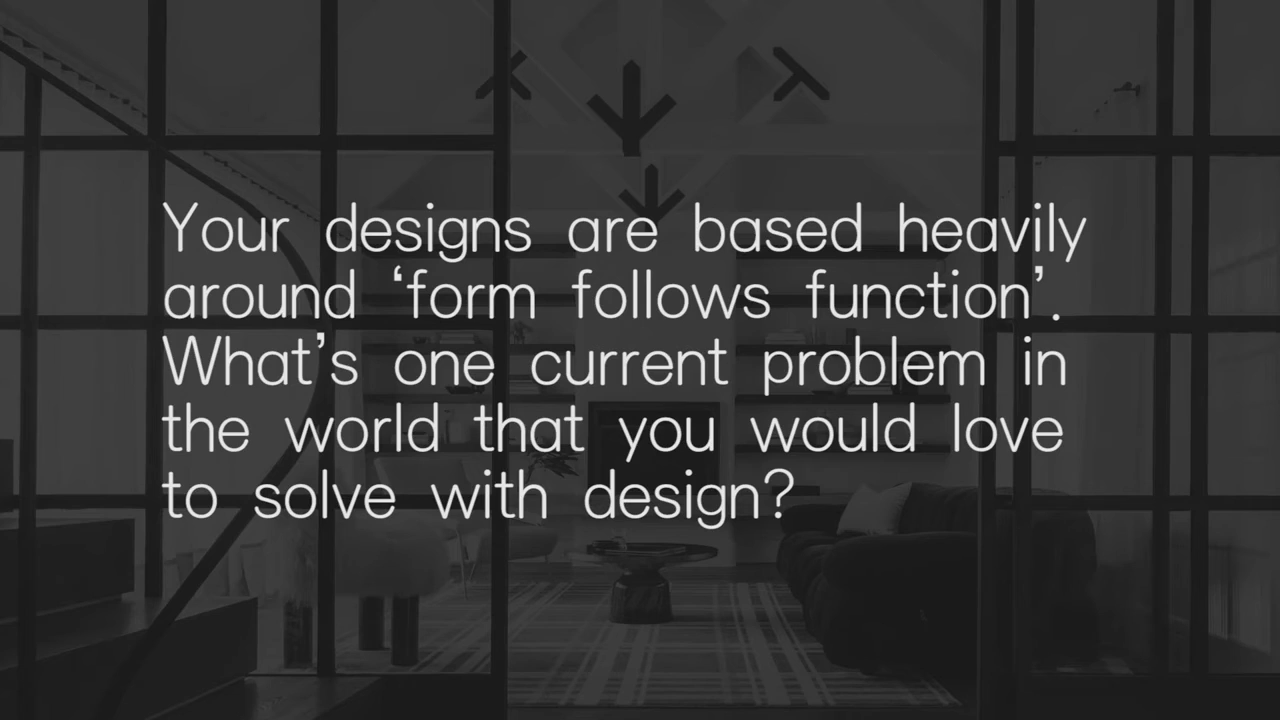 Your designs are based heavily
around ‘form follows function’.
What’s one current problem in
the world that you would love
to solve with design?